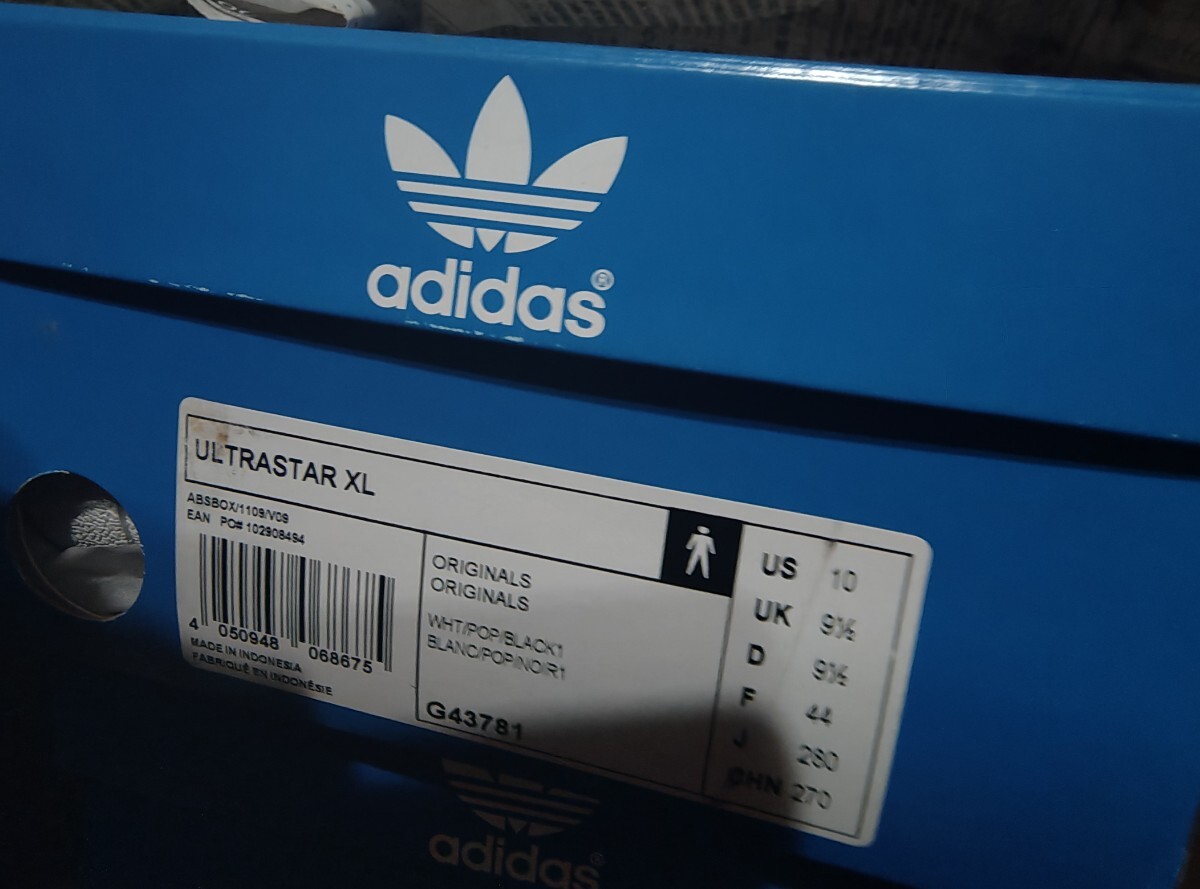 adidas®
ULTRASTAR XL
ABSBOX/1109/V09
EAN PO# 102908494
4 050948 068675
MADE IN INDONESIA
FABRIQUÉ EN INDONÉSIE
ORIGINALS
ORIGINALS
WHT/POP/BLACK1
BLANC/POP/NOIR1
G43781
US 10
UK 9½
D 9½
F 44
J 280
CHN 270
adidas®